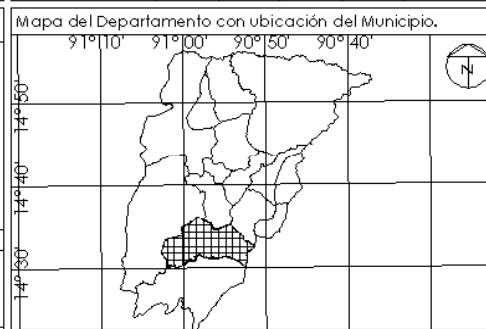 Mapa del Departamento con ubicación del Municipio.
91°10' 91°00' 90°50' 90°40'
N
14°50'
14°40'
14°30'